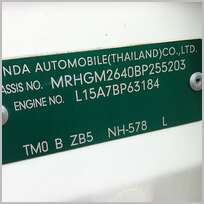 NDA AUTOMOBILE(THAILAND)CO.,LTD.
ASSIS NO. MRHGM2640BP255203
ENGINE NO. L15A7BP63184
TM0 B ZB5 NH-578 L